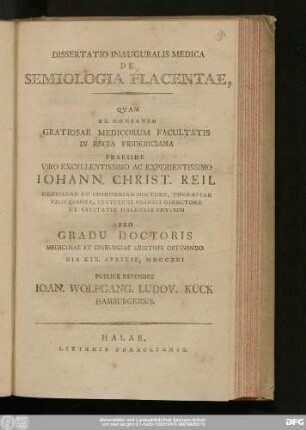 DISSERTATIO INAUGURALIS MEDICA
DE
SEMIOLOGIA PLACENTAE,
QUAM
EX CONSENSU
GRATIOSAE MEDICORUM FACULTATIS
IN REGIA FRIDERICIANA
PRAESIDE
VIRO EXCELLENTISSIMO AC EXPERIENTISSIMO
IOHANN. CHRIST. REIL
MEDICINAE ET CHIRURGIAE DOCTORE, THERAPIAE
PROFESSORE, INSTITUTI CLINICI DIRECTORE
ET CIVITATIS HALENSIS PHYSICO
PRO
GRADU DOCTORIS
MEDICINAE ET CHIRURGIAE LEGITIME OBTINENDO
DIE XIX. APRILIS, MDCCXCI
PUBLICE DEFENDET
IOAN. WOLFGANG. LUDOV. KÜCK
HAMBURGENSIS.
HALAE,
LITTERIS
DFG